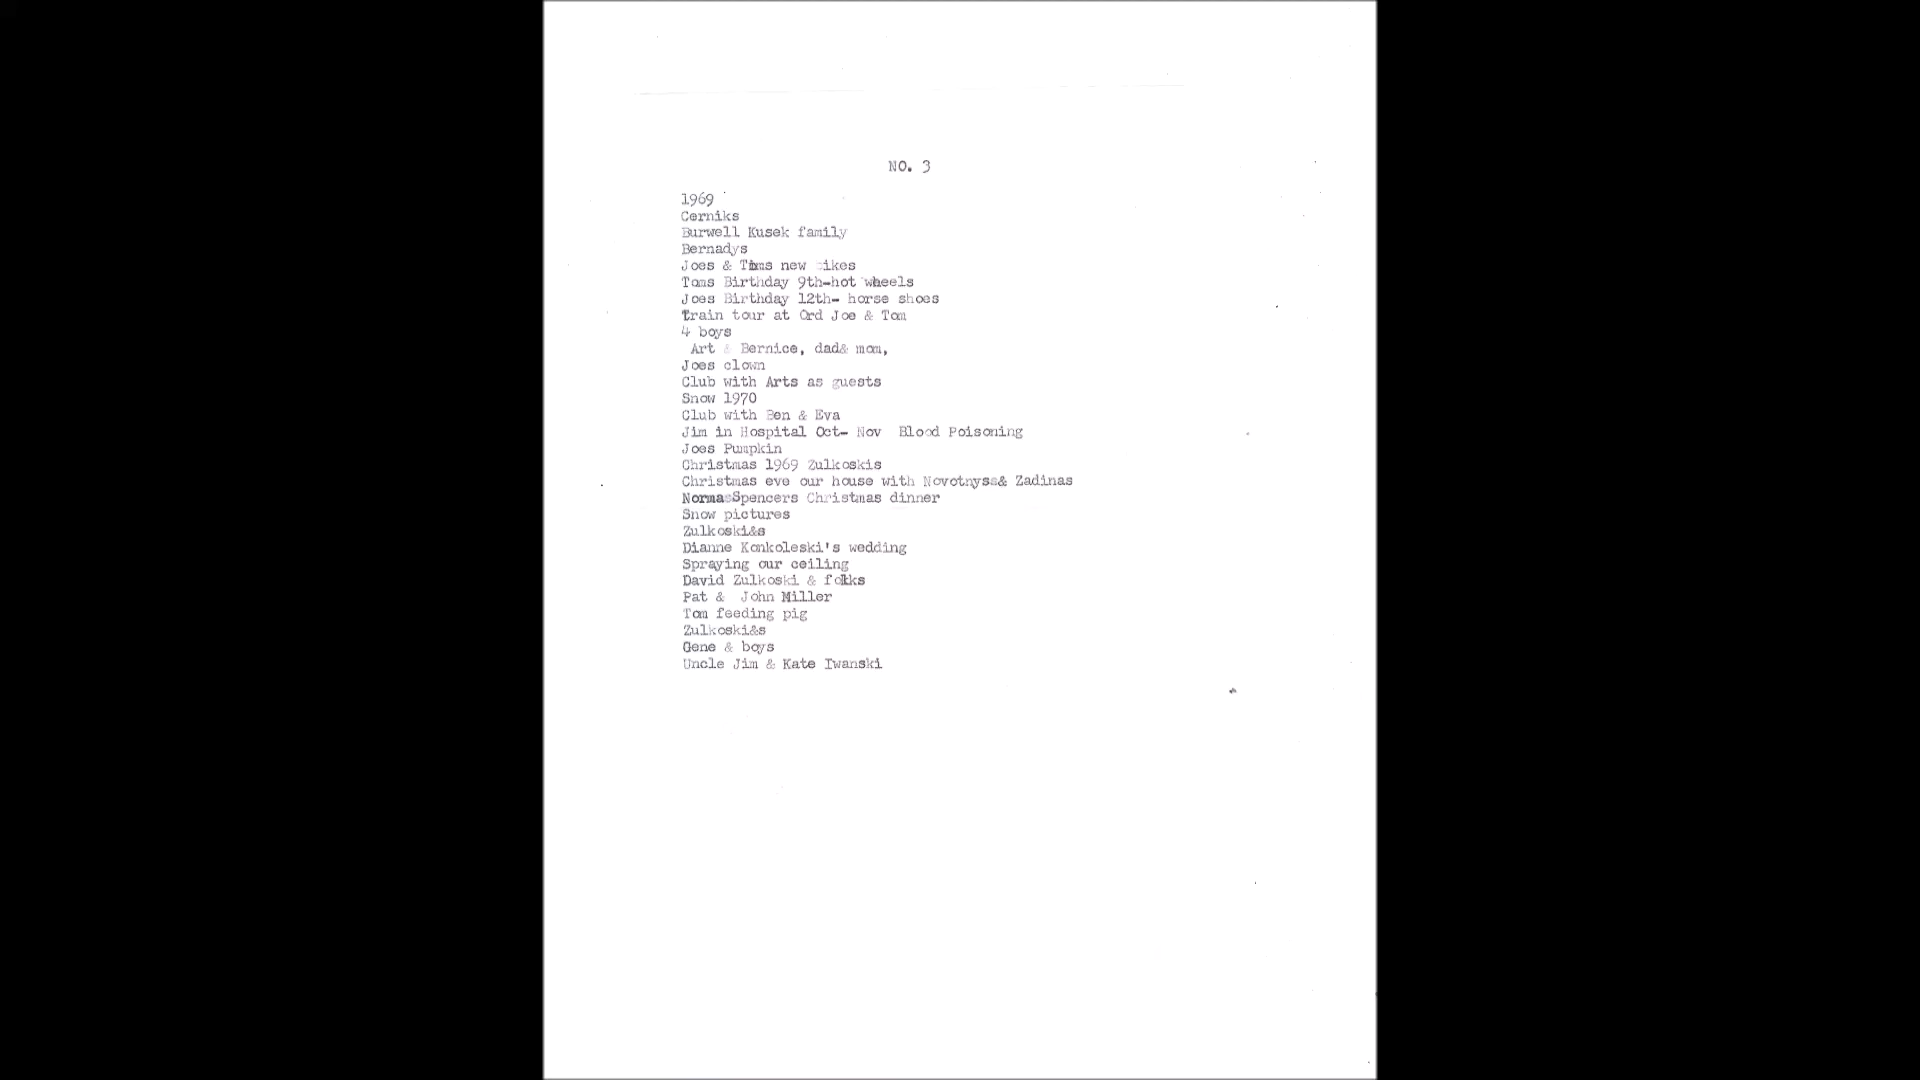 NO. 3
1969
Cerniks
Burwell Kusek family
Bernadys
Joes & Toms new bikes
Toms Birthday 9th-hot wheels
Joes Birthday 12th- horse shoes
Train tour at Ord Joe & Tom
4 boys
Art & Bernice, dad& mom,
Joes clown
Club with Arts as guests
Snow 1970
Club with Ben & Eva
Jim in Hospital Oct- Nov  Blood Poisoning
Joes Pumpkin
Christmas 1969 Zulkoskis
Christmas eve our house with Novotnys& Zadinas
Norma Spencers Christmas dinner
Snow pictures
Zulkoski&s
Dianne Konkoleski's wedding
Spraying our ceiling
David Zulkoski & folks
Pat &  John Miller
Tom feeding pig
Zulkoski&s
Gene & boys
Uncle Jim & Kate Iwanski